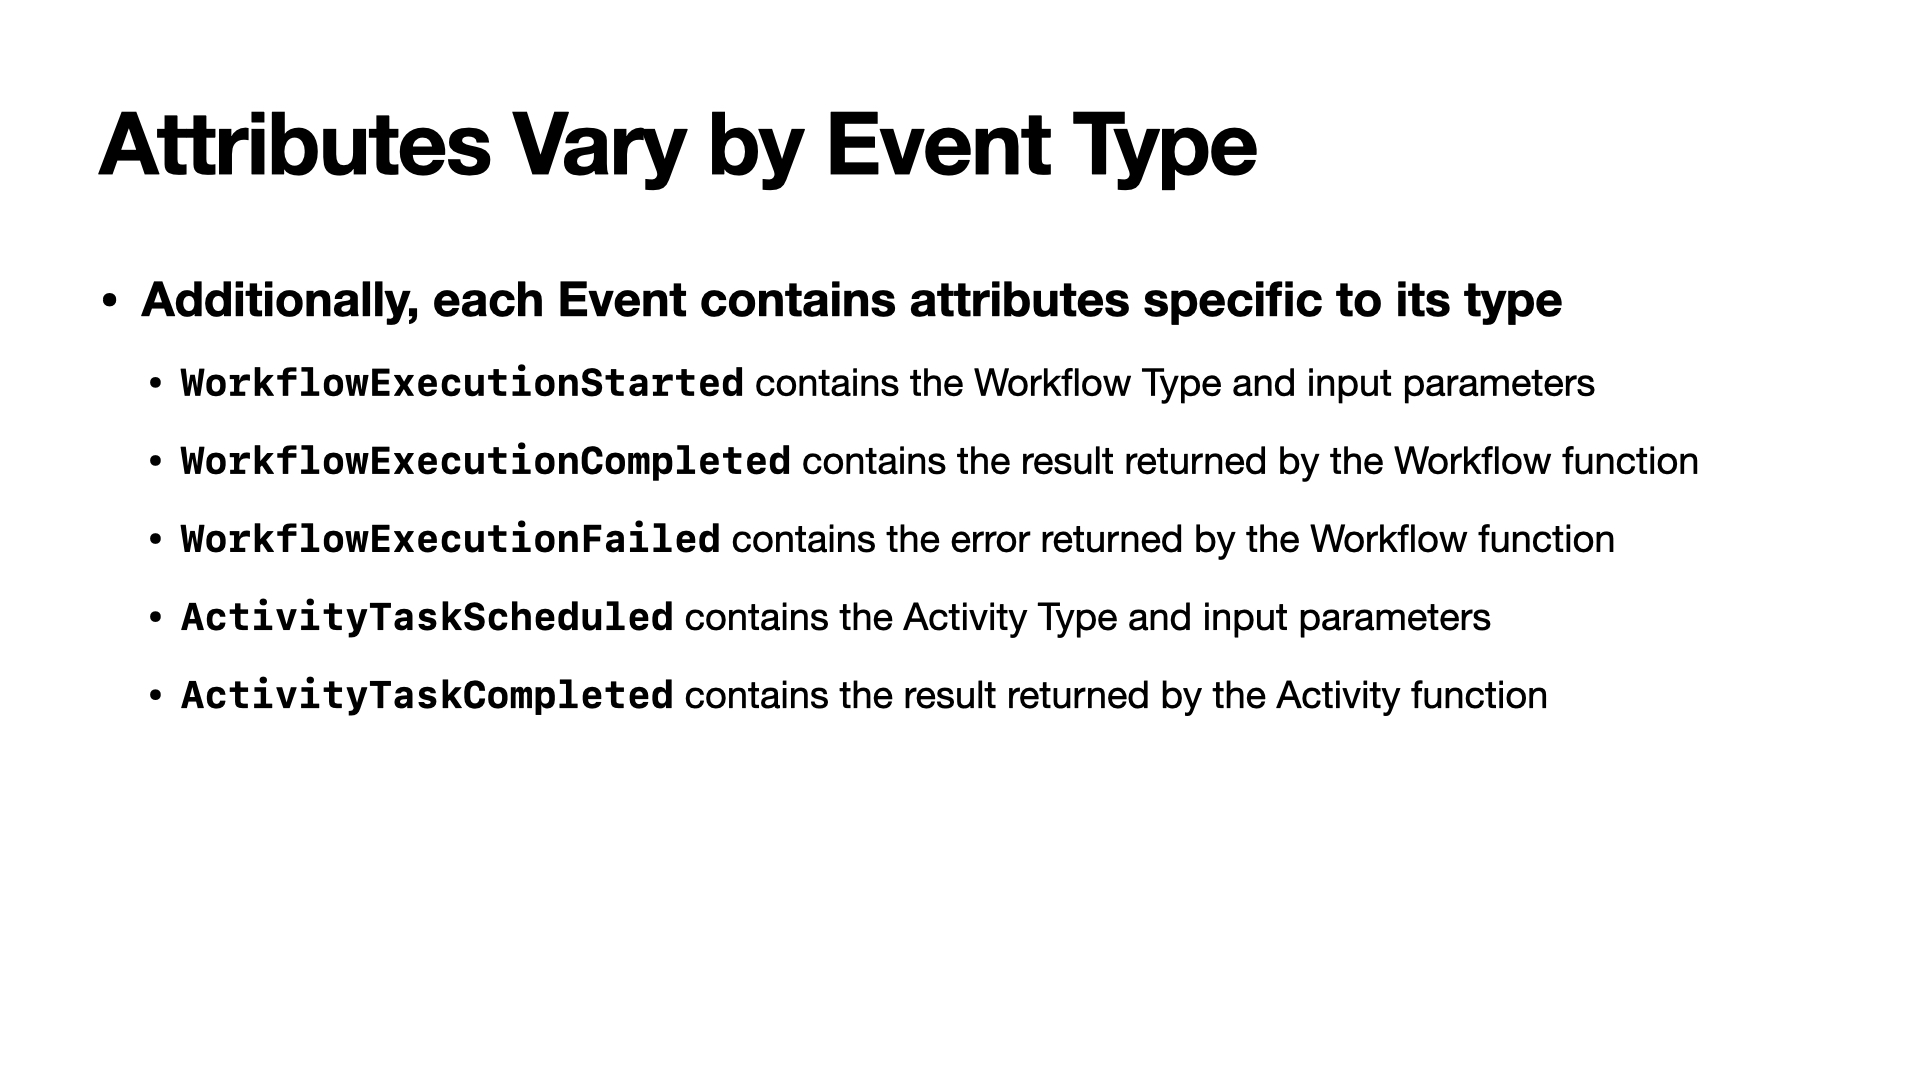 Attributes Vary by Event Type
• Additionally, each Event contains attributes specific to its type
• WorkflowExecutionStarted contains the Workflow Type and input parameters
• WorkflowExecutionCompleted contains the result returned by the Workflow function
• WorkflowExecutionFailed contains the error returned by the Workflow function
• ActivityTaskScheduled contains the Activity Type and input parameters
• ActivityTaskCompleted contains the result returned by the Activity function